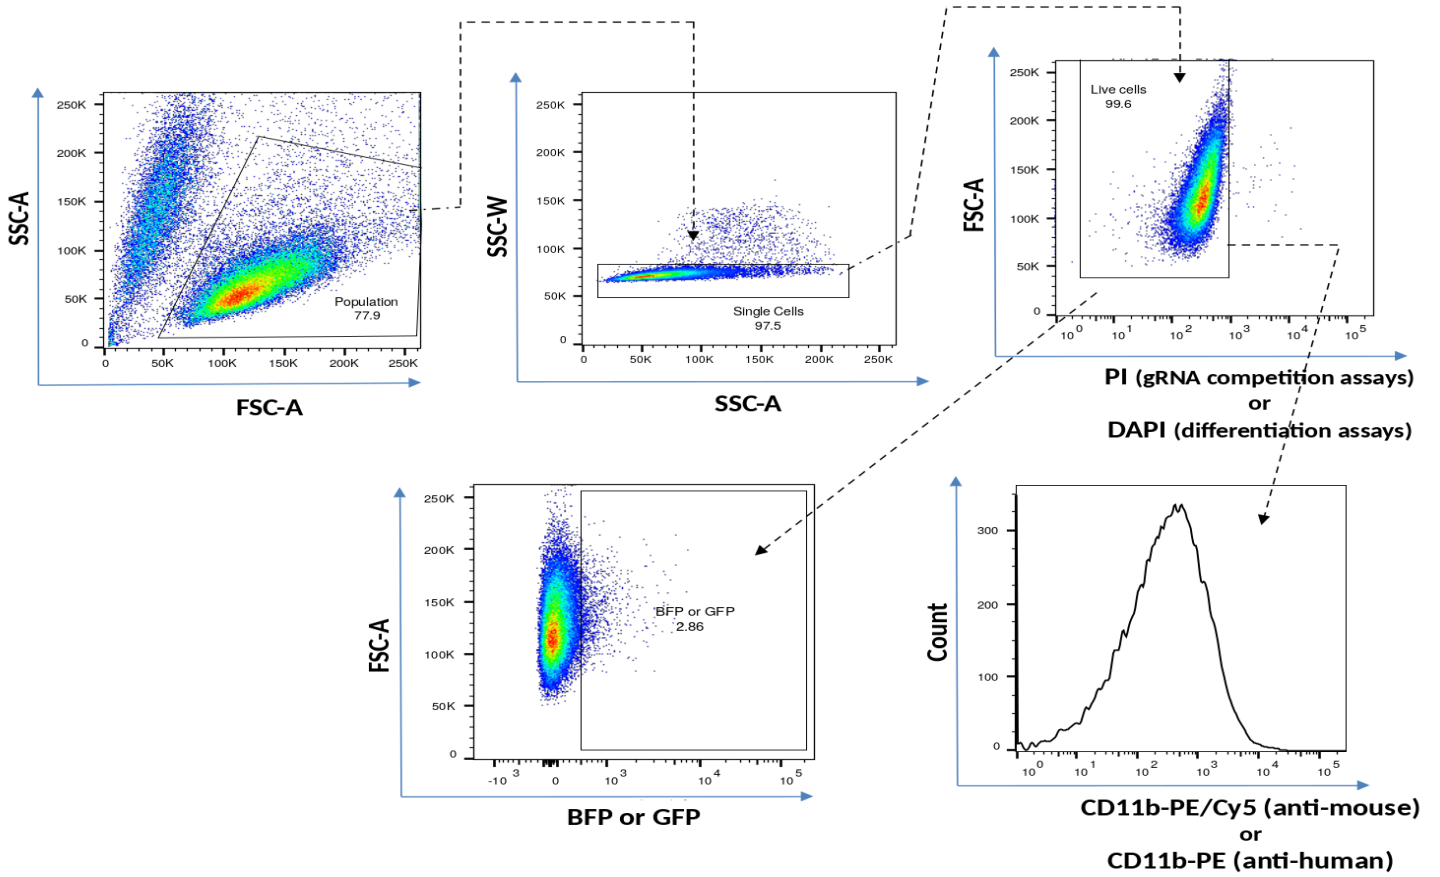 250K
200K
150K
100K
50K
0
SSC-A
Population
77.9
0 50K 100K 150K 200K 250K
FSC-A
250K
200K
150K
100K
50K
0
SSC-W
Single Cells
97.5
0 50K 100K 150K 200K 250K
SSC-A
250K
200K
150K
100K
50K
0
FSC-A
Live cells
99.6
10^0 10^1 10^2 10^3 10^4 10^5
PI (gRNA competition assays)
or
DAPI (differentiation assays)
250K
200K
150K
100K
50K
0
FSC-A
BFP or GFP
2.86
-10^3 0 10^3 10^4 10^5
BFP or GFP
300
200
100
0
Count
10^0 10^1 10^2 10^3 10^4 10^5
CD11b-PE/Cy5 (anti-mouse)
or
CD11b-PE (anti-human)